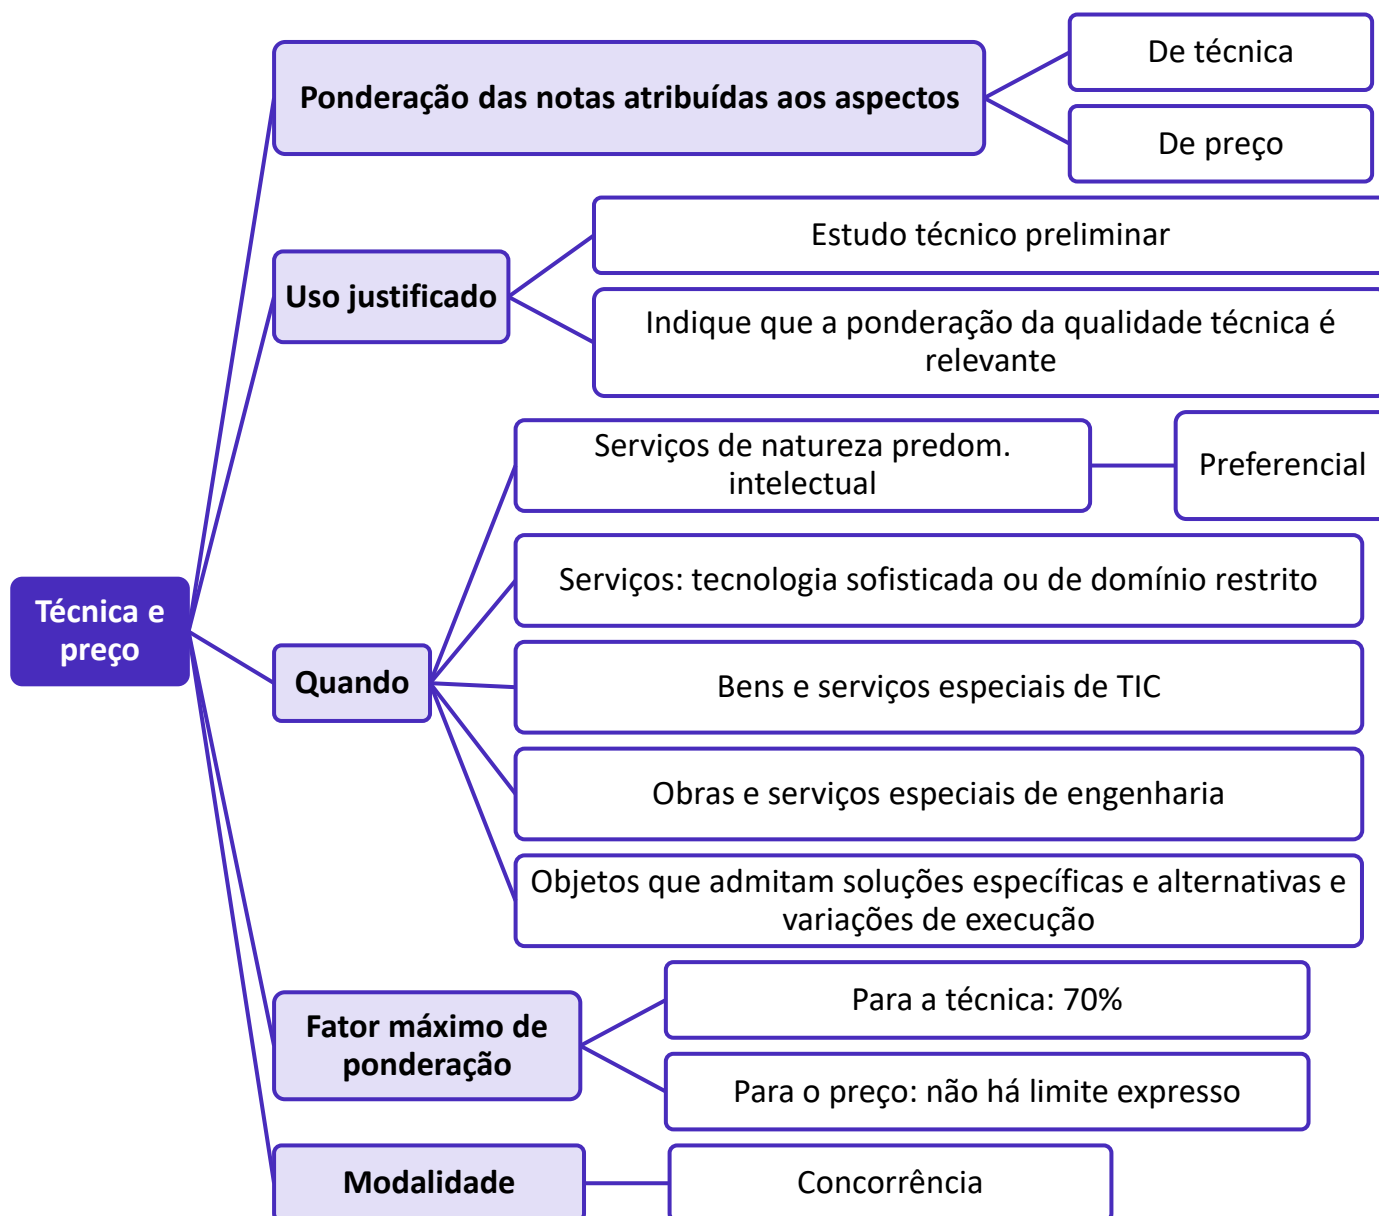 Técnica e
preço
Ponderação das notas atribuídas aos aspectos
De técnica
De preço
Uso justificado
Estudo técnico preliminar
Indique que a ponderação da qualidade técnica é
relevante
Quando
Serviços de natureza predom.
intelectual
Preferencial
Serviços: tecnologia sofisticada ou de domínio restrito
Bens e serviços especiais de TIC
Obras e serviços especiais de engenharia
Objetos que admitam soluções específicas e alternativas e
variações de execução
Fator máximo de
ponderação
Para a técnica: 70%
Para o preço: não há limite expresso
Modalidade
Concorrência